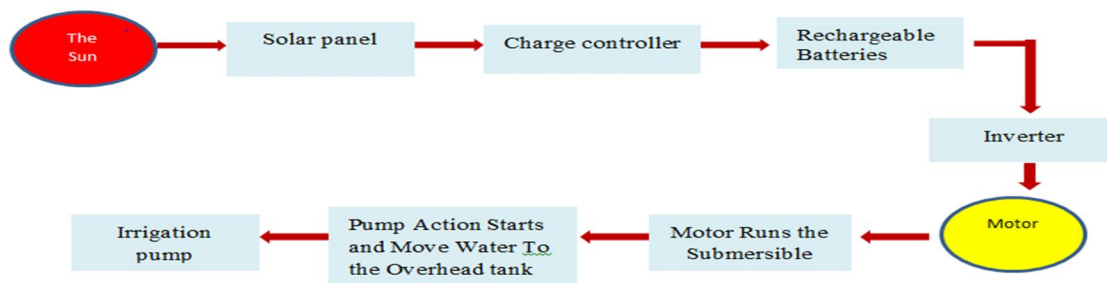 The
Sun
Solar panel
Charge controller
Rechargeable
Batteries
Inverter
Motor
Motor Runs the
Submersible
Pump Action Starts
and Move Water To
the Overhead tank
Irrigation
pump